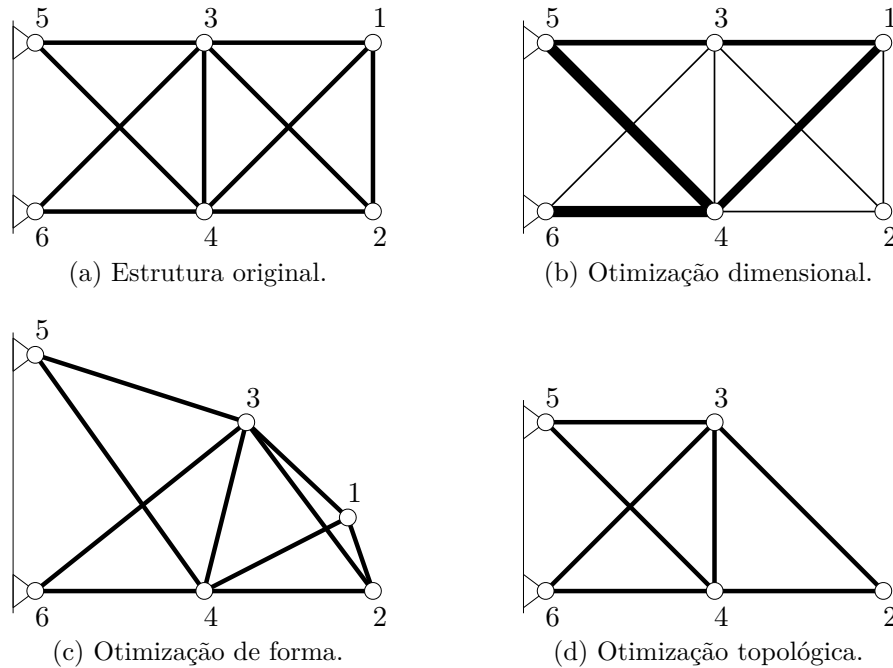 5 3 1
6 4 2
(a) Estrutura original.
5 3 1
6 4 2
(b) Otimização dimensional.
5
3
1
6 4 2
(c) Otimização de forma.
5 3
6 4 2
(d) Otimização topológica.